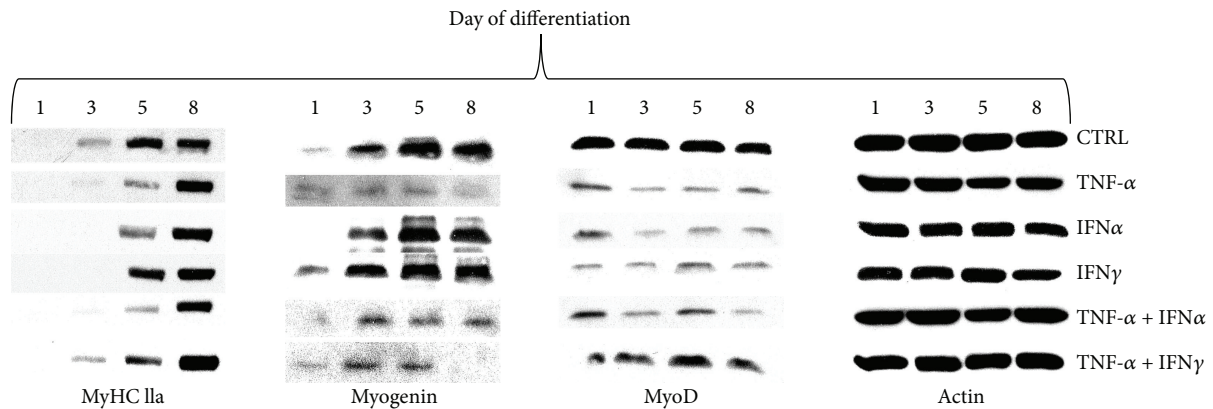 Day of differentiation
1 3 5 8 1 3 5 8 1 3 5 8 1 3 5 8
CTRL
TNF-α
IFNα
IFNγ
TNF-α + IFNα
TNF-α + IFNγ
MyHC lla Myogenin MyoD Actin